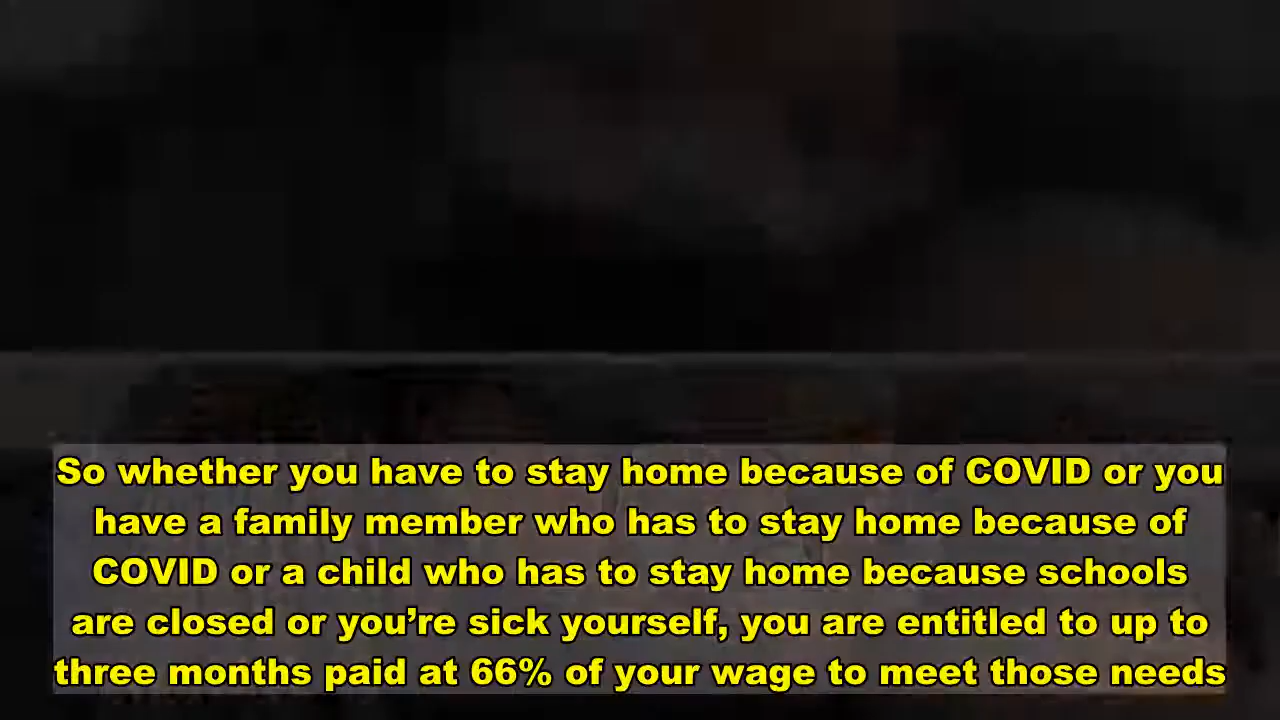 So whether you have to stay home because of COVID or you
have a family member who has to stay home because of
COVID or a child who has to stay home because schools
are closed or you’re sick yourself, you are entitled to up to
three months paid at 66% of your wage to meet those needs